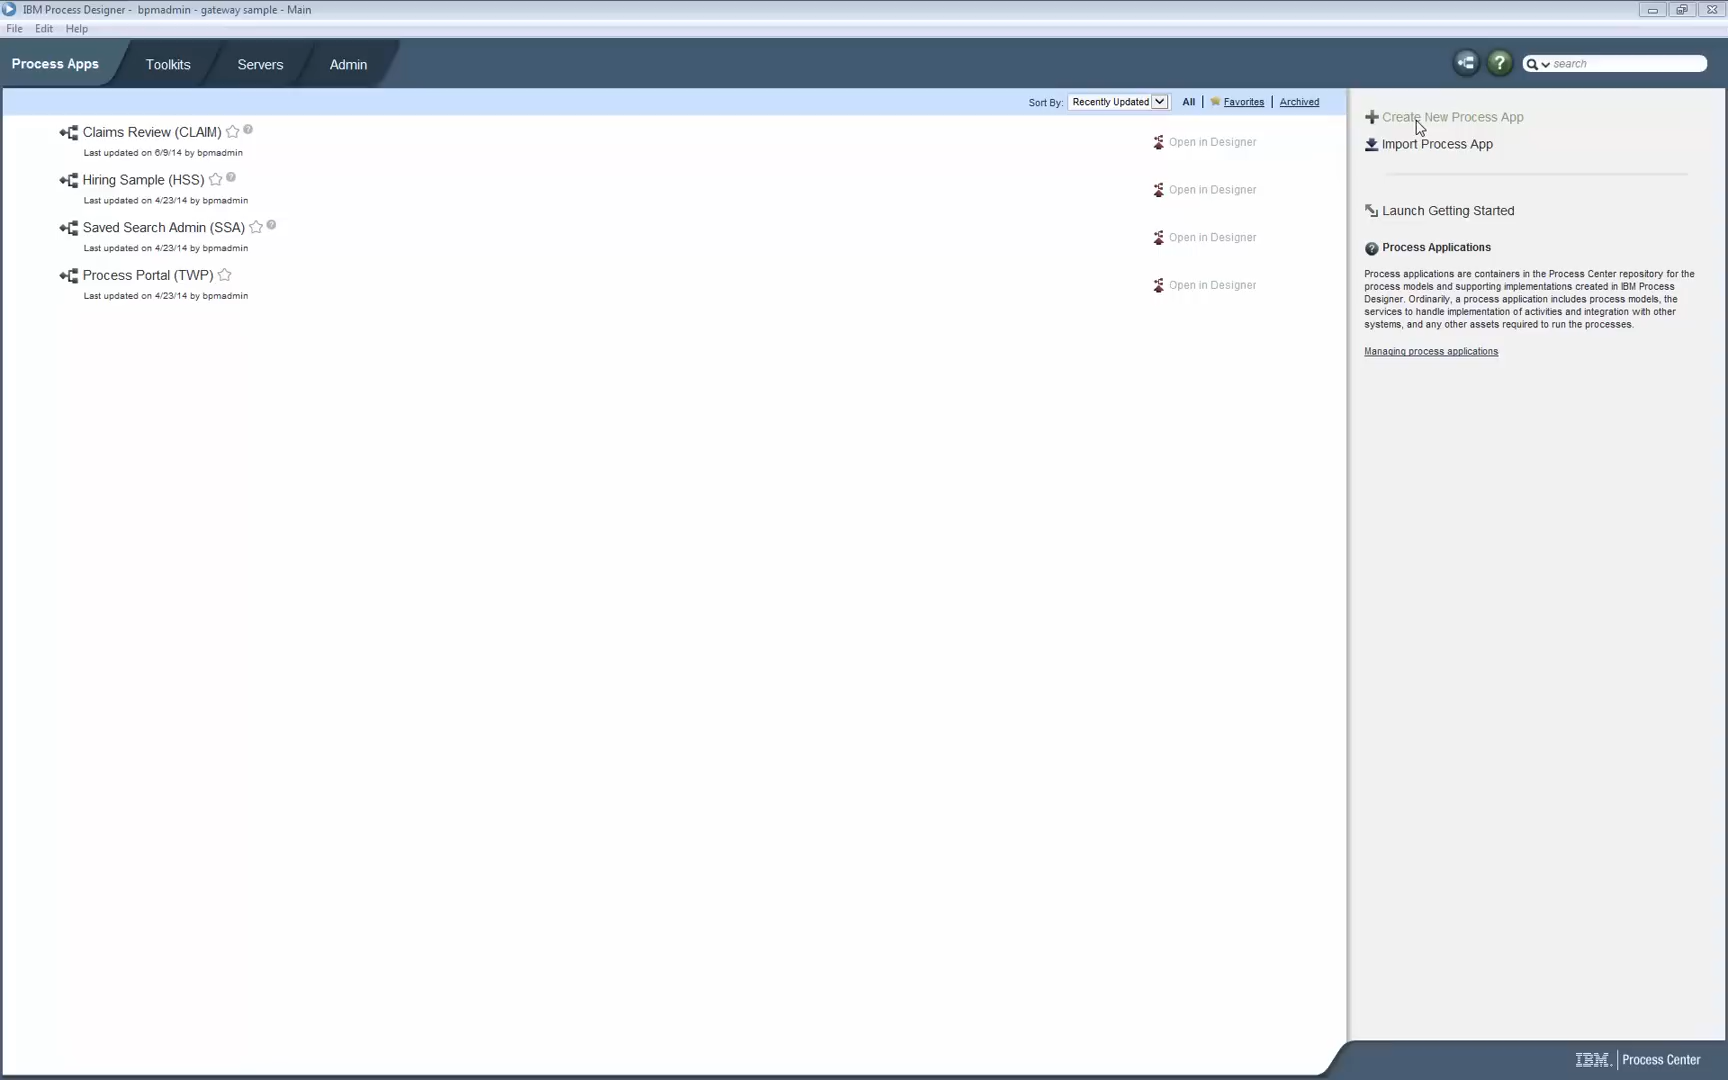 IBM Process Designer - bpmadmin - gateway sample - Main
File Edit Help
Process Apps Toolkits Servers Admin
? search
Sort By: Recently Updated All | Favorites | Archived
Claims Review (CLAIM) ?
Last updated on 6/9/14 by bpmadmin
Open in Designer
Hiring Sample (HSS) ?
Last updated on 4/23/14 by bpmadmin
Open in Designer
Saved Search Admin (SSA) ?
Last updated on 4/23/14 by bpmadmin
Open in Designer
Process Portal (TWP)
Last updated on 4/23/14 by bpmadmin
Open in Designer
Create New Process App
Import Process App
Launch Getting Started
? Process Applications
Process applications are containers in the Process Center repository for the
process models and supporting implementations created in IBM Process
Designer. Ordinarily, a process application includes process models, the
services to handle implementation of activities and integration with other
systems, and any other assets required to run the processes.
Managing process applications
IBM. | Process Center